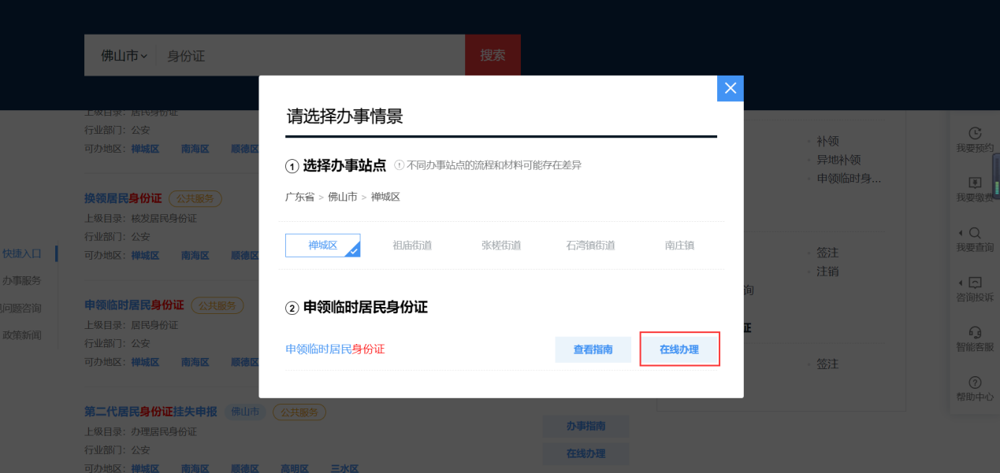 佛山市
身份证
搜索
上级目录：居民身份证
行业部门：公安
可办地区：禅城区 南海区 顺德区
换领居民身份证 公共服务
上级目录：核发居民身份证
行业部门：公安
可办地区：禅城区 南海区 顺德区
申领临时居民身份证 公共服务
上级目录：居民身份证
行业部门：公安
可办地区：禅城区 南海区 顺德区
第二代居民身份证挂失申报 佛山市 公共服务
上级目录：办理居民身份证
行业部门：公安
可办地区：禅城区 南海区 顺德区 高明区 三水区
办事指南
在线办理
快捷入口
办事服务
问题咨询
政策新闻
请选择办事情景
① 选择办事站点 不同办事站点的流程和材料可能存在差异
广东省 > 佛山市 > 禅城区
禅城区 祖庙街道 张槎街道 石湾镇街道 南庄镇
② 申领临时居民身份证
申领临时居民身份证 查看指南 在线办理
补领
异地补领
申领临时身...
签注
注销
询
证
签注
我要预约
我要缴费
我要查询
咨询投诉
智能客服
帮助中心